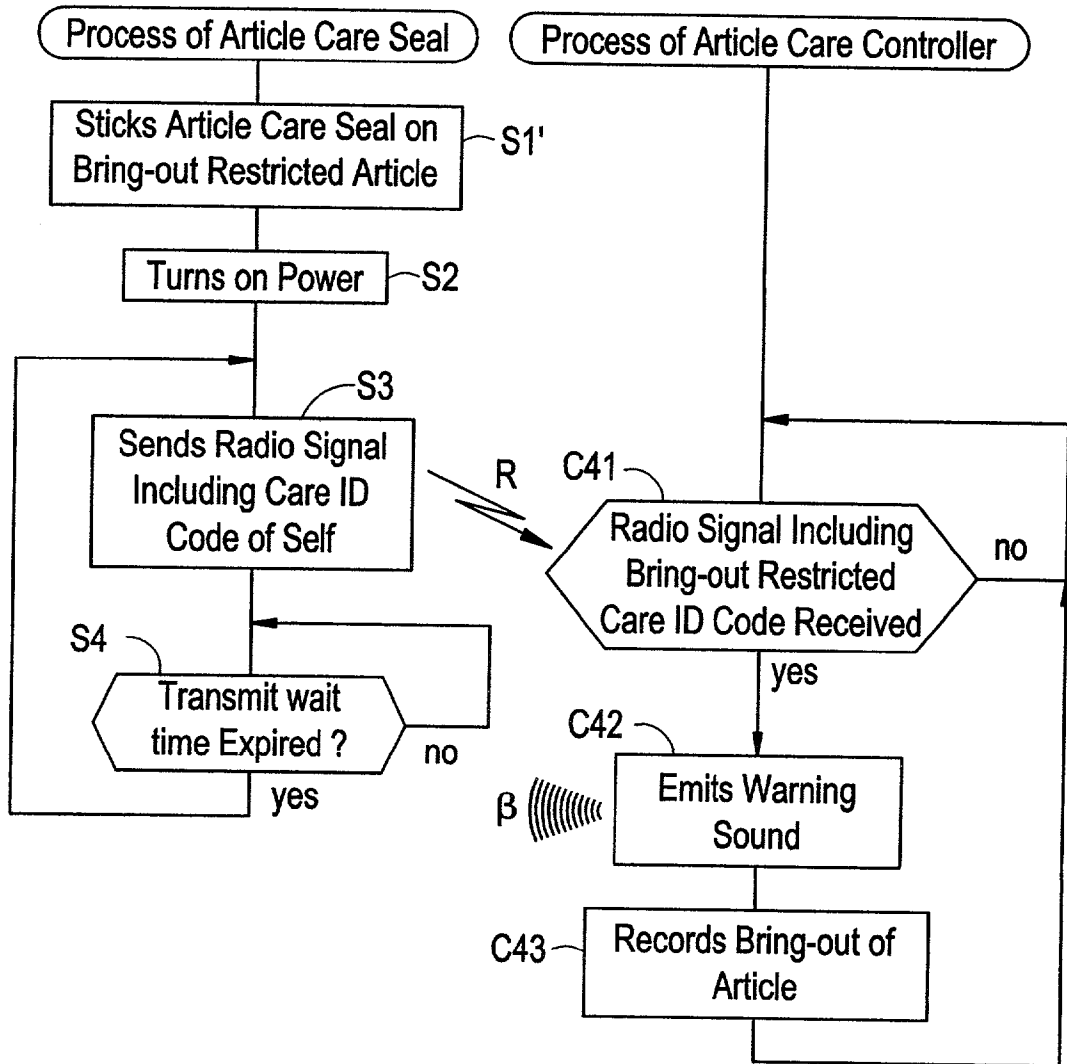 Process of Article Care Seal
Sticks Article Care Seal on
Bring-out Restricted Article
S1'
Turns on Power
S2
S3
Sends Radio Signal
Including Care ID
Code of Self
R
S4
Transmit wait
time Expired ?
no
yes
Process of Article Care Controller
C41
Radio Signal Including
Bring-out Restricted
Care ID Code Received
no
yes
C42
β
Emits Warning
Sound
C43
Records Bring-out of
Article